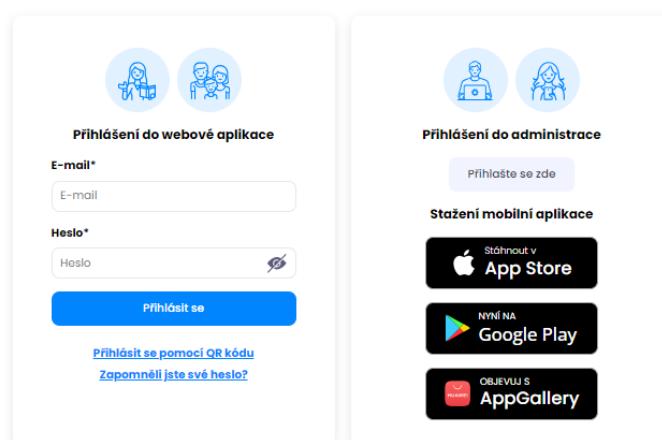 Přihlášení do webové aplikace
E-mail*
E-mail
Heslo*
Heslo
Přihlásit se
Přihlásit se pomocí QR kódu
Zapomněli jste své heslo?
Přihlášení do administrace
Přihlašte se zde
Stažení mobilní aplikace
Stáhnout v
App Store
NYNÍ NA
Google Play
HUAWEI
OBJEVUJ S
AppGallery